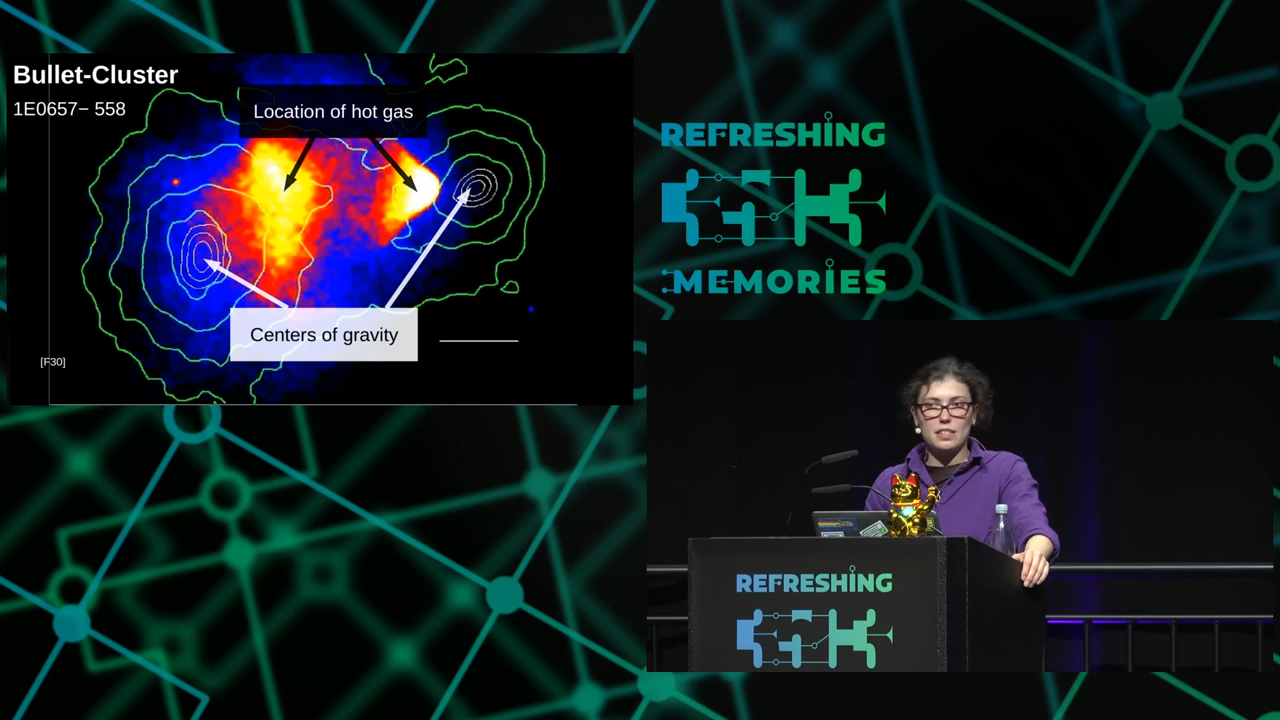 Bullet-Cluster
1E0657− 558
Location of hot gas
Centers of gravity
[F30]
REFRESHING
MEMORIES
REFRESHING